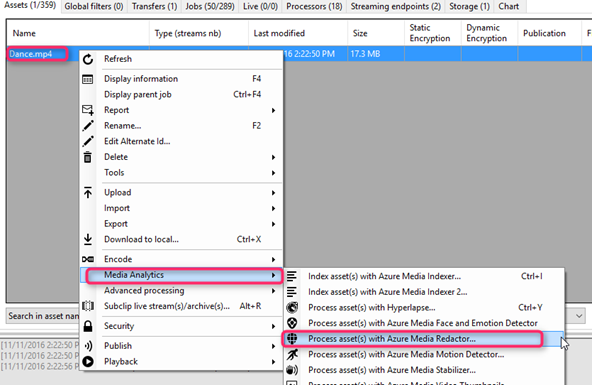 Assets (1/359) Global filters (0) Transfers (1) Jobs (50/289) Live (0/0) Processors (18) Streaming endpoints (2) Storage (1) Chart
Name Type (streams nb) Last modified Size Static Encryption Dynamic Encryption Publication F
Dance.mp4 16 2:22:50 PM 17.3 MB
Refresh
Display information F4
Display parent job Ctrl+F4
Report
Rename... F2
Edit Alternate Id...
Delete
Tools
Upload
Import
Export
Download to local... Ctrl+X
Encode
Media Analytics
Advanced processing
Subclip live stream(s)/archive(s)... Alt+R
Security
Publish
Playback
Index asset(s) with Azure Media Indexer... Ctrl+I
Index asset(s) with Azure Media Indexer 2...
Process asset(s) with Hyperlapse... Ctrl+Y
Process asset(s) with Azure Media Face and Emotion Detector
Process asset(s) with Azure Media Redactor...
Process asset(s) with Azure Media Motion Detector...
Process asset(s) with Azure Media Stabilizer...
Process asset(s) with Azure Media Video Thumbnails
Search in asset nam
[11/11/2016 2:22:50 P
[11/11/2016 2:22:50 P
[11/11/2016 2:22:56 P